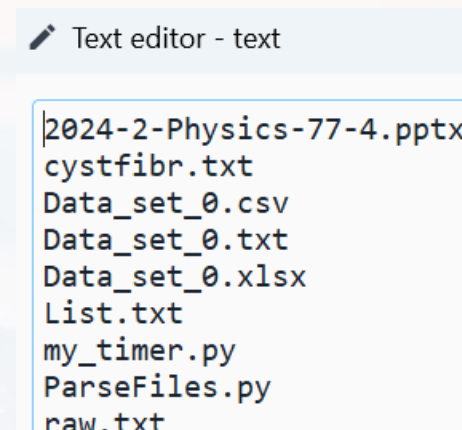 Text editor - text
2024-2-Physics-77-4.pptx
cystfibr.txt
Data_set_0.csv
Data_set_0.txt
Data_set_0.xlsx
List.txt
my_timer.py
ParseFiles.py
raw.txt